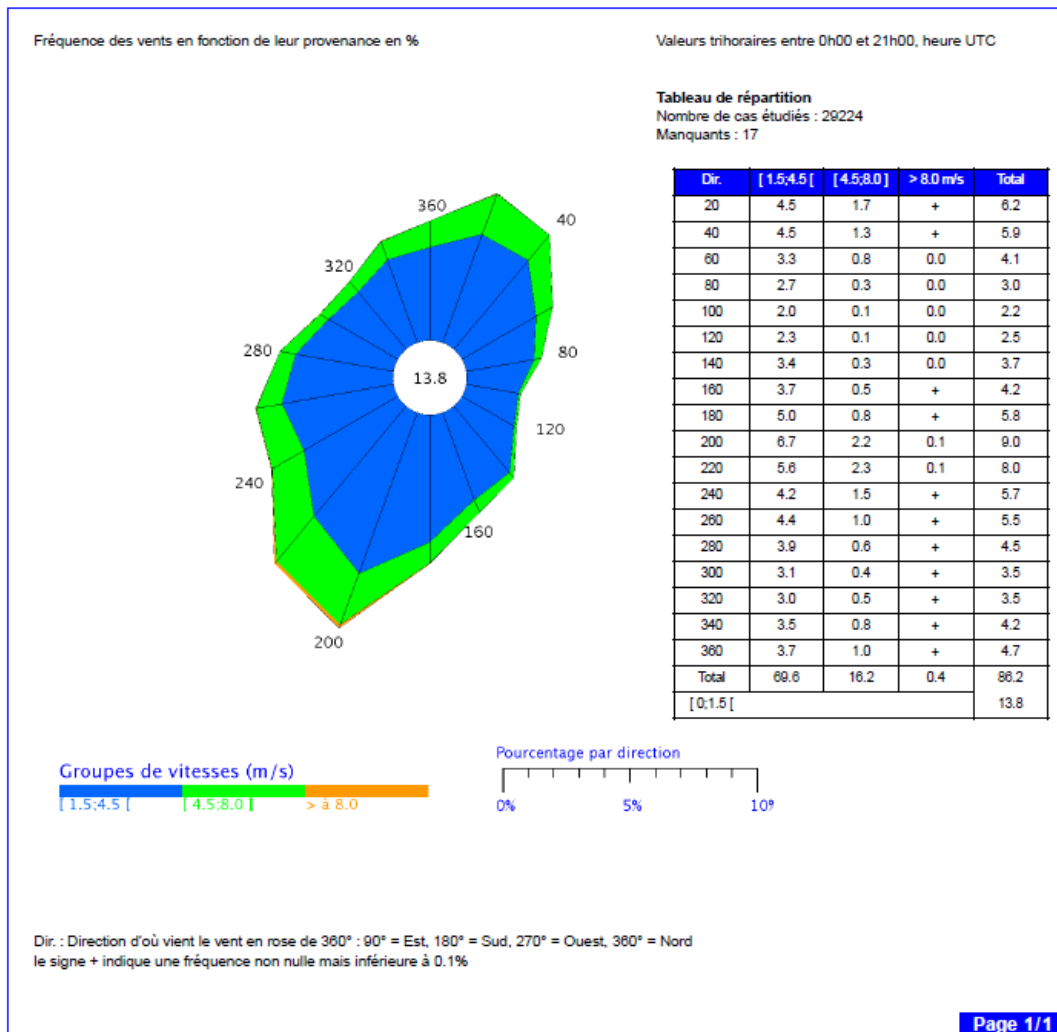 Fréquence des vents en fonction de leur provenance en %
Valeurs trihoraires entre 0h00 et 21h00, heure UTC
Tableau de répartition
Nombre de cas étudiés : 29224
Manquants : 17
360
40
320
280
80
13.8
120
240
160
200
Dir. [ 1.5;4.5 [ [ 4.5;8.0 ] > 8.0 m/s Total
20 4.5 1.7 + 6.2
40 4.5 1.3 + 5.9
60 3.3 0.8 0.0 4.1
80 2.7 0.3 0.0 3.0
100 2.0 0.1 0.0 2.2
120 2.3 0.1 0.0 2.5
140 3.4 0.3 0.0 3.7
160 3.7 0.5 + 4.2
180 5.0 0.8 + 5.8
200 6.7 2.2 0.1 9.0
220 5.6 2.3 0.1 8.0
240 4.2 1.5 + 5.7
260 4.4 1.0 + 5.5
280 3.9 0.6 + 4.5
300 3.1 0.4 + 3.5
320 3.0 0.5 + 3.5
340 3.5 0.8 + 4.2
360 3.7 1.0 + 4.7
Total 69.6 16.2 0.4 86.2
[ 0;1.5 [ 13.8
Groupes de vitesses (m/s)
[ 1.5;4.5 [ [ 4.5;8.0 ] > à 8.0
Pourcentage par direction
0% 5% 10
Dir. : Direction d'où vient le vent en rose de 360° : 90° = Est, 180° = Sud, 270° = Ouest, 360° = Nord
le signe + indique une fréquence non nulle mais inférieure à 0.1%
Page 1/1